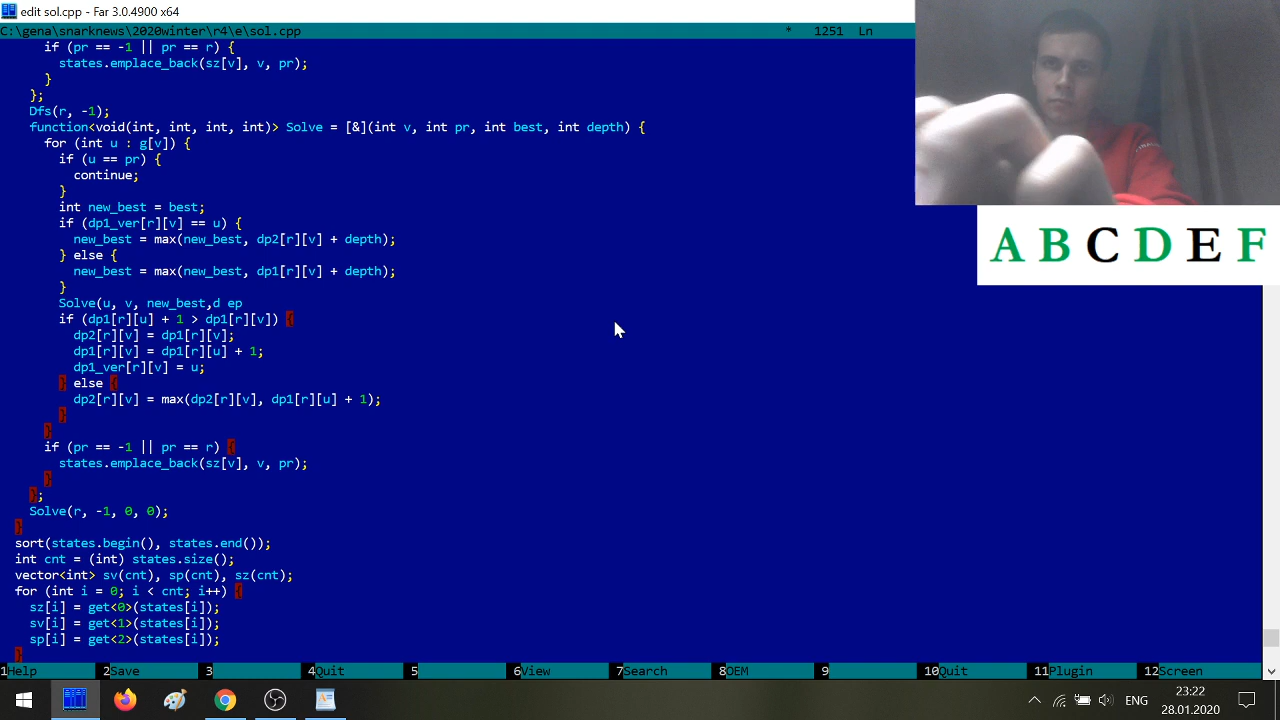 edit sol.cpp - Far 3.0.4900 x64
C:\gena\snarknews\2020winter\r4\e\sol.cpp * 1251 Ln
if (pr == -1 || pr == r) {
states.emplace_back(sz[v], v, pr);
}
};
Dfs(r, -1);
function<void(int, int, int, int)> Solve = [&](int v, int pr, int best, int depth) {
for (int u : g[v]) {
if (u == pr) {
continue;
}
int new_best = best;
if (dp1_ver[r][v] == u) {
new_best = max(new_best, dp2[r][v] + depth);
} else {
new_best = max(new_best, dp1[r][v] + depth);
}
Solve(u, v, new_best,d ep
if (dp1[r][u] + 1 > dp1[r][v]) {
dp2[r][v] = dp1[r][v];
dp1[r][v] = dp1[r][u] + 1;
dp1_ver[r][v] = u;
} else {
dp2[r][v] = max(dp2[r][v], dp1[r][u] + 1);
}
}
if (pr == -1 || pr == r) {
states.emplace_back(sz[v], v, pr);
}
};
Solve(r, -1, 0, 0);
}
sort(states.begin(), states.end());
int cnt = (int) states.size();
vector<int> sv(cnt), sp(cnt), sz(cnt);
for (int i = 0; i < cnt; i++) {
sz[i] = get<0>(states[i]);
sv[i] = get<1>(states[i]);
sp[i] = get<2>(states[i]);
}
A B C D E F
1Help 2Save 3 4Quit 5 6View 7Search 8OEM 9 10Quit 11Plugin 12Screen
ENG
23:22
28.01.2020